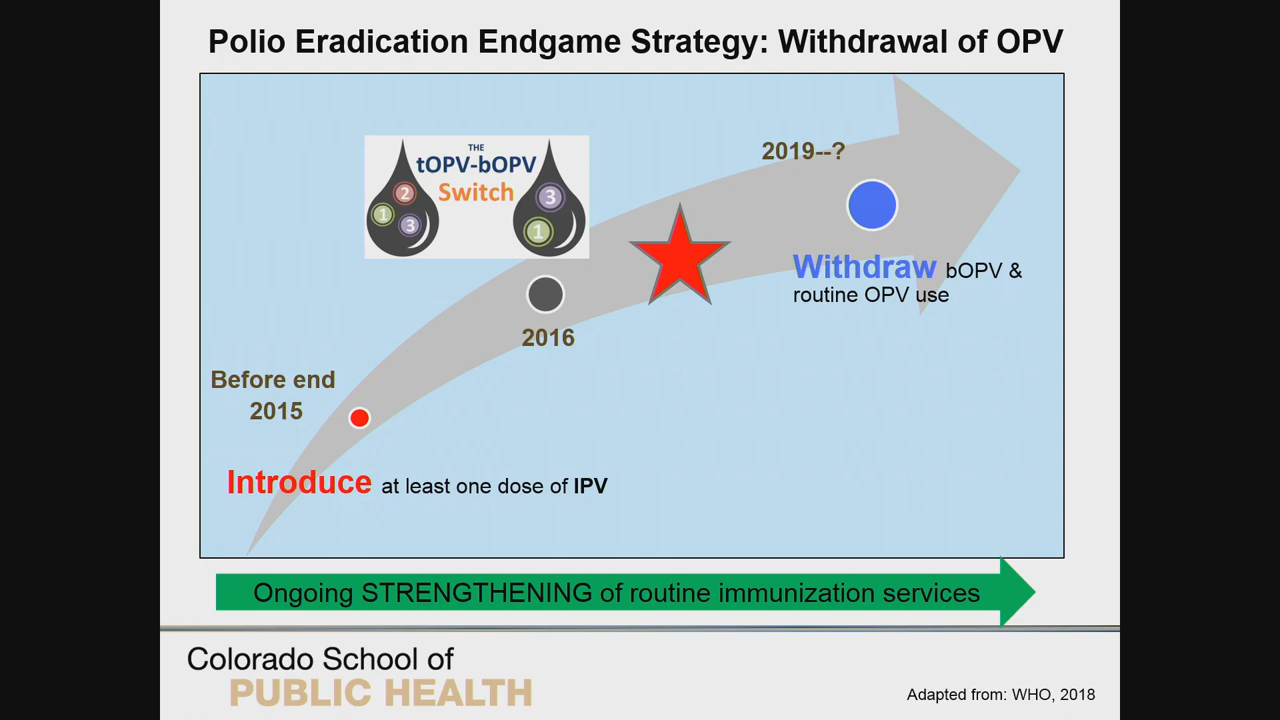 Polio Eradication Endgame Strategy: Withdrawal of OPV
THE
tOPV-bOPV
Switch
2
1
3
3
1
2019--?
Withdraw bOPV &
routine OPV use
2016
Before end
2015
Introduce at least one dose of IPV
Ongoing STRENGTHENING of routine immunization services
Colorado School of
PUBLIC HEALTH
Adapted from: WHO, 2018